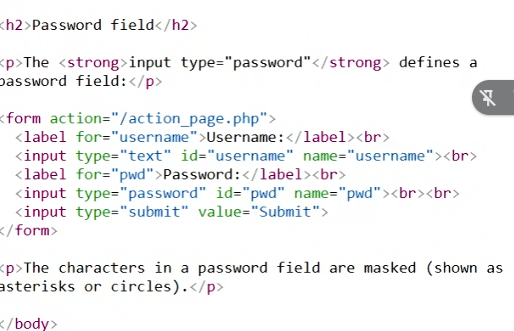 <h2>Password field</h2>
<p>The <strong>input type="password"</strong> defines a
password field:</p>
<form action="/action_page.php">
<label for="username">Username:</label><br>
<input type="text" id="username" name="username"><br>
<label for="pwd">Password:</label><br>
<input type="password" id="pwd" name="pwd"><br><br>
<input type="submit" value="Submit">
</form>
<p>The characters in a password field are masked (shown as
asterisks or circles).</p>
</body>